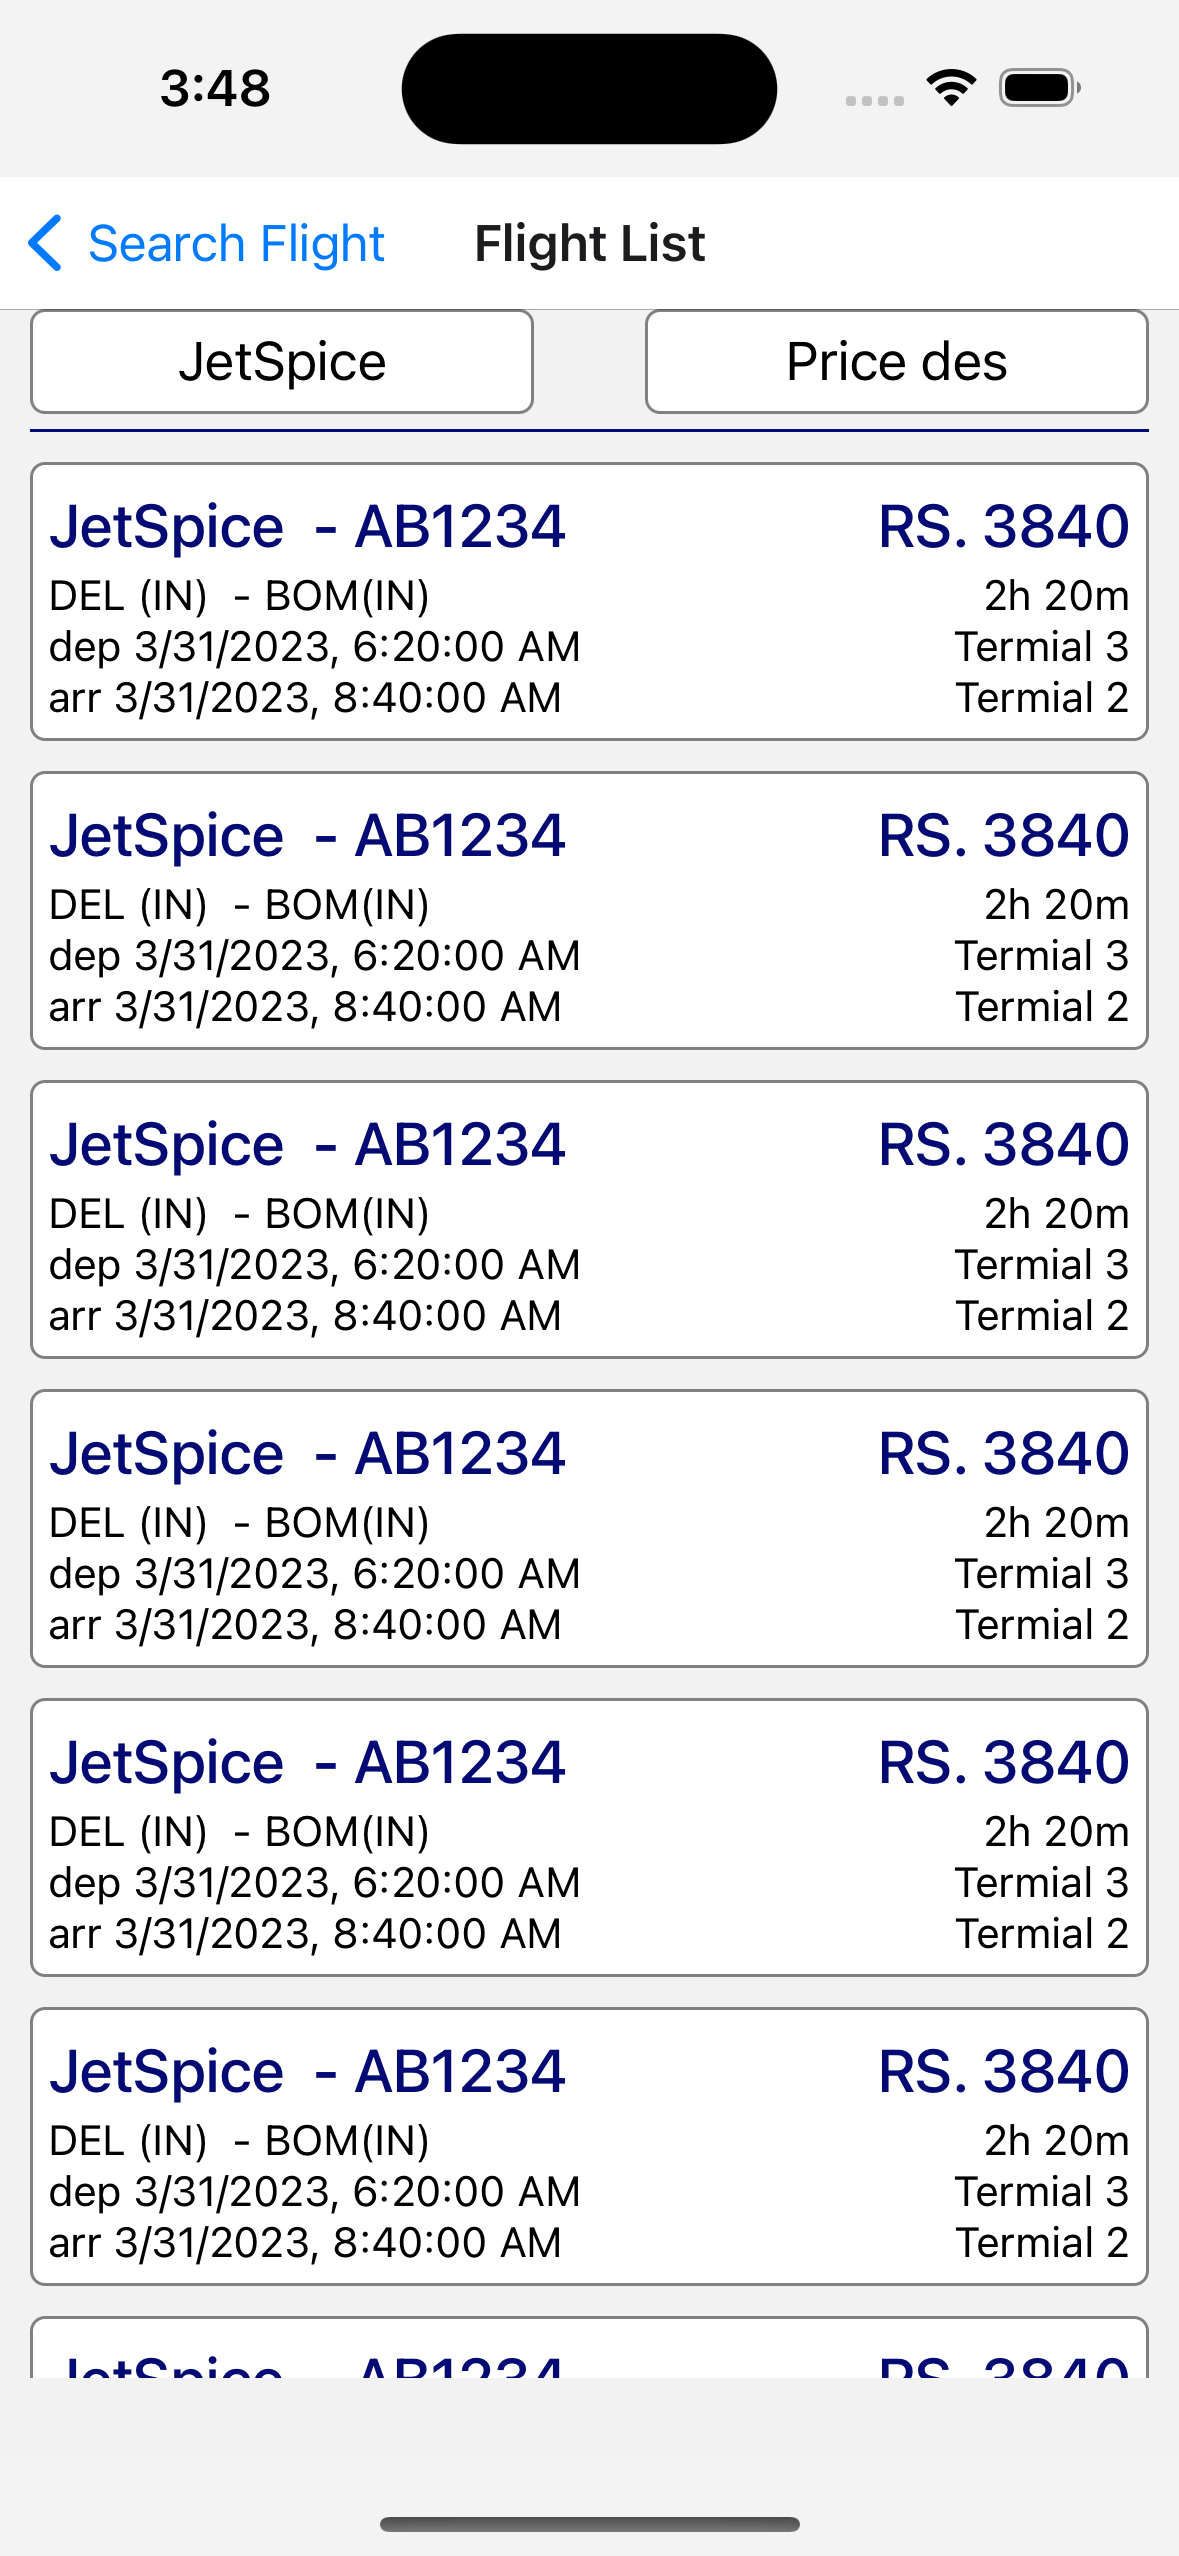 3:48
Search Flight Flight List
JetSpice Price des
JetSpice - AB1234 RS. 3840
DEL (IN) - BOM(IN) 2h 20m
dep 3/31/2023, 6:20:00 AM Termial 3
arr 3/31/2023, 8:40:00 AM Termial 2
JetSpice - AB1234 RS. 3840
DEL (IN) - BOM(IN) 2h 20m
dep 3/31/2023, 6:20:00 AM Termial 3
arr 3/31/2023, 8:40:00 AM Termial 2
JetSpice - AB1234 RS. 3840
DEL (IN) - BOM(IN) 2h 20m
dep 3/31/2023, 6:20:00 AM Termial 3
arr 3/31/2023, 8:40:00 AM Termial 2
JetSpice - AB1234 RS. 3840
DEL (IN) - BOM(IN) 2h 20m
dep 3/31/2023, 6:20:00 AM Termial 3
arr 3/31/2023, 8:40:00 AM Termial 2
JetSpice - AB1234 RS. 3840
DEL (IN) - BOM(IN) 2h 20m
dep 3/31/2023, 6:20:00 AM Termial 3
arr 3/31/2023, 8:40:00 AM Termial 2
JetSpice - AB1234 RS. 3840
DEL (IN) - BOM(IN) 2h 20m
dep 3/31/2023, 6:20:00 AM Termial 3
arr 3/31/2023, 8:40:00 AM Termial 2
JetSpice AB1234 RS. 3840